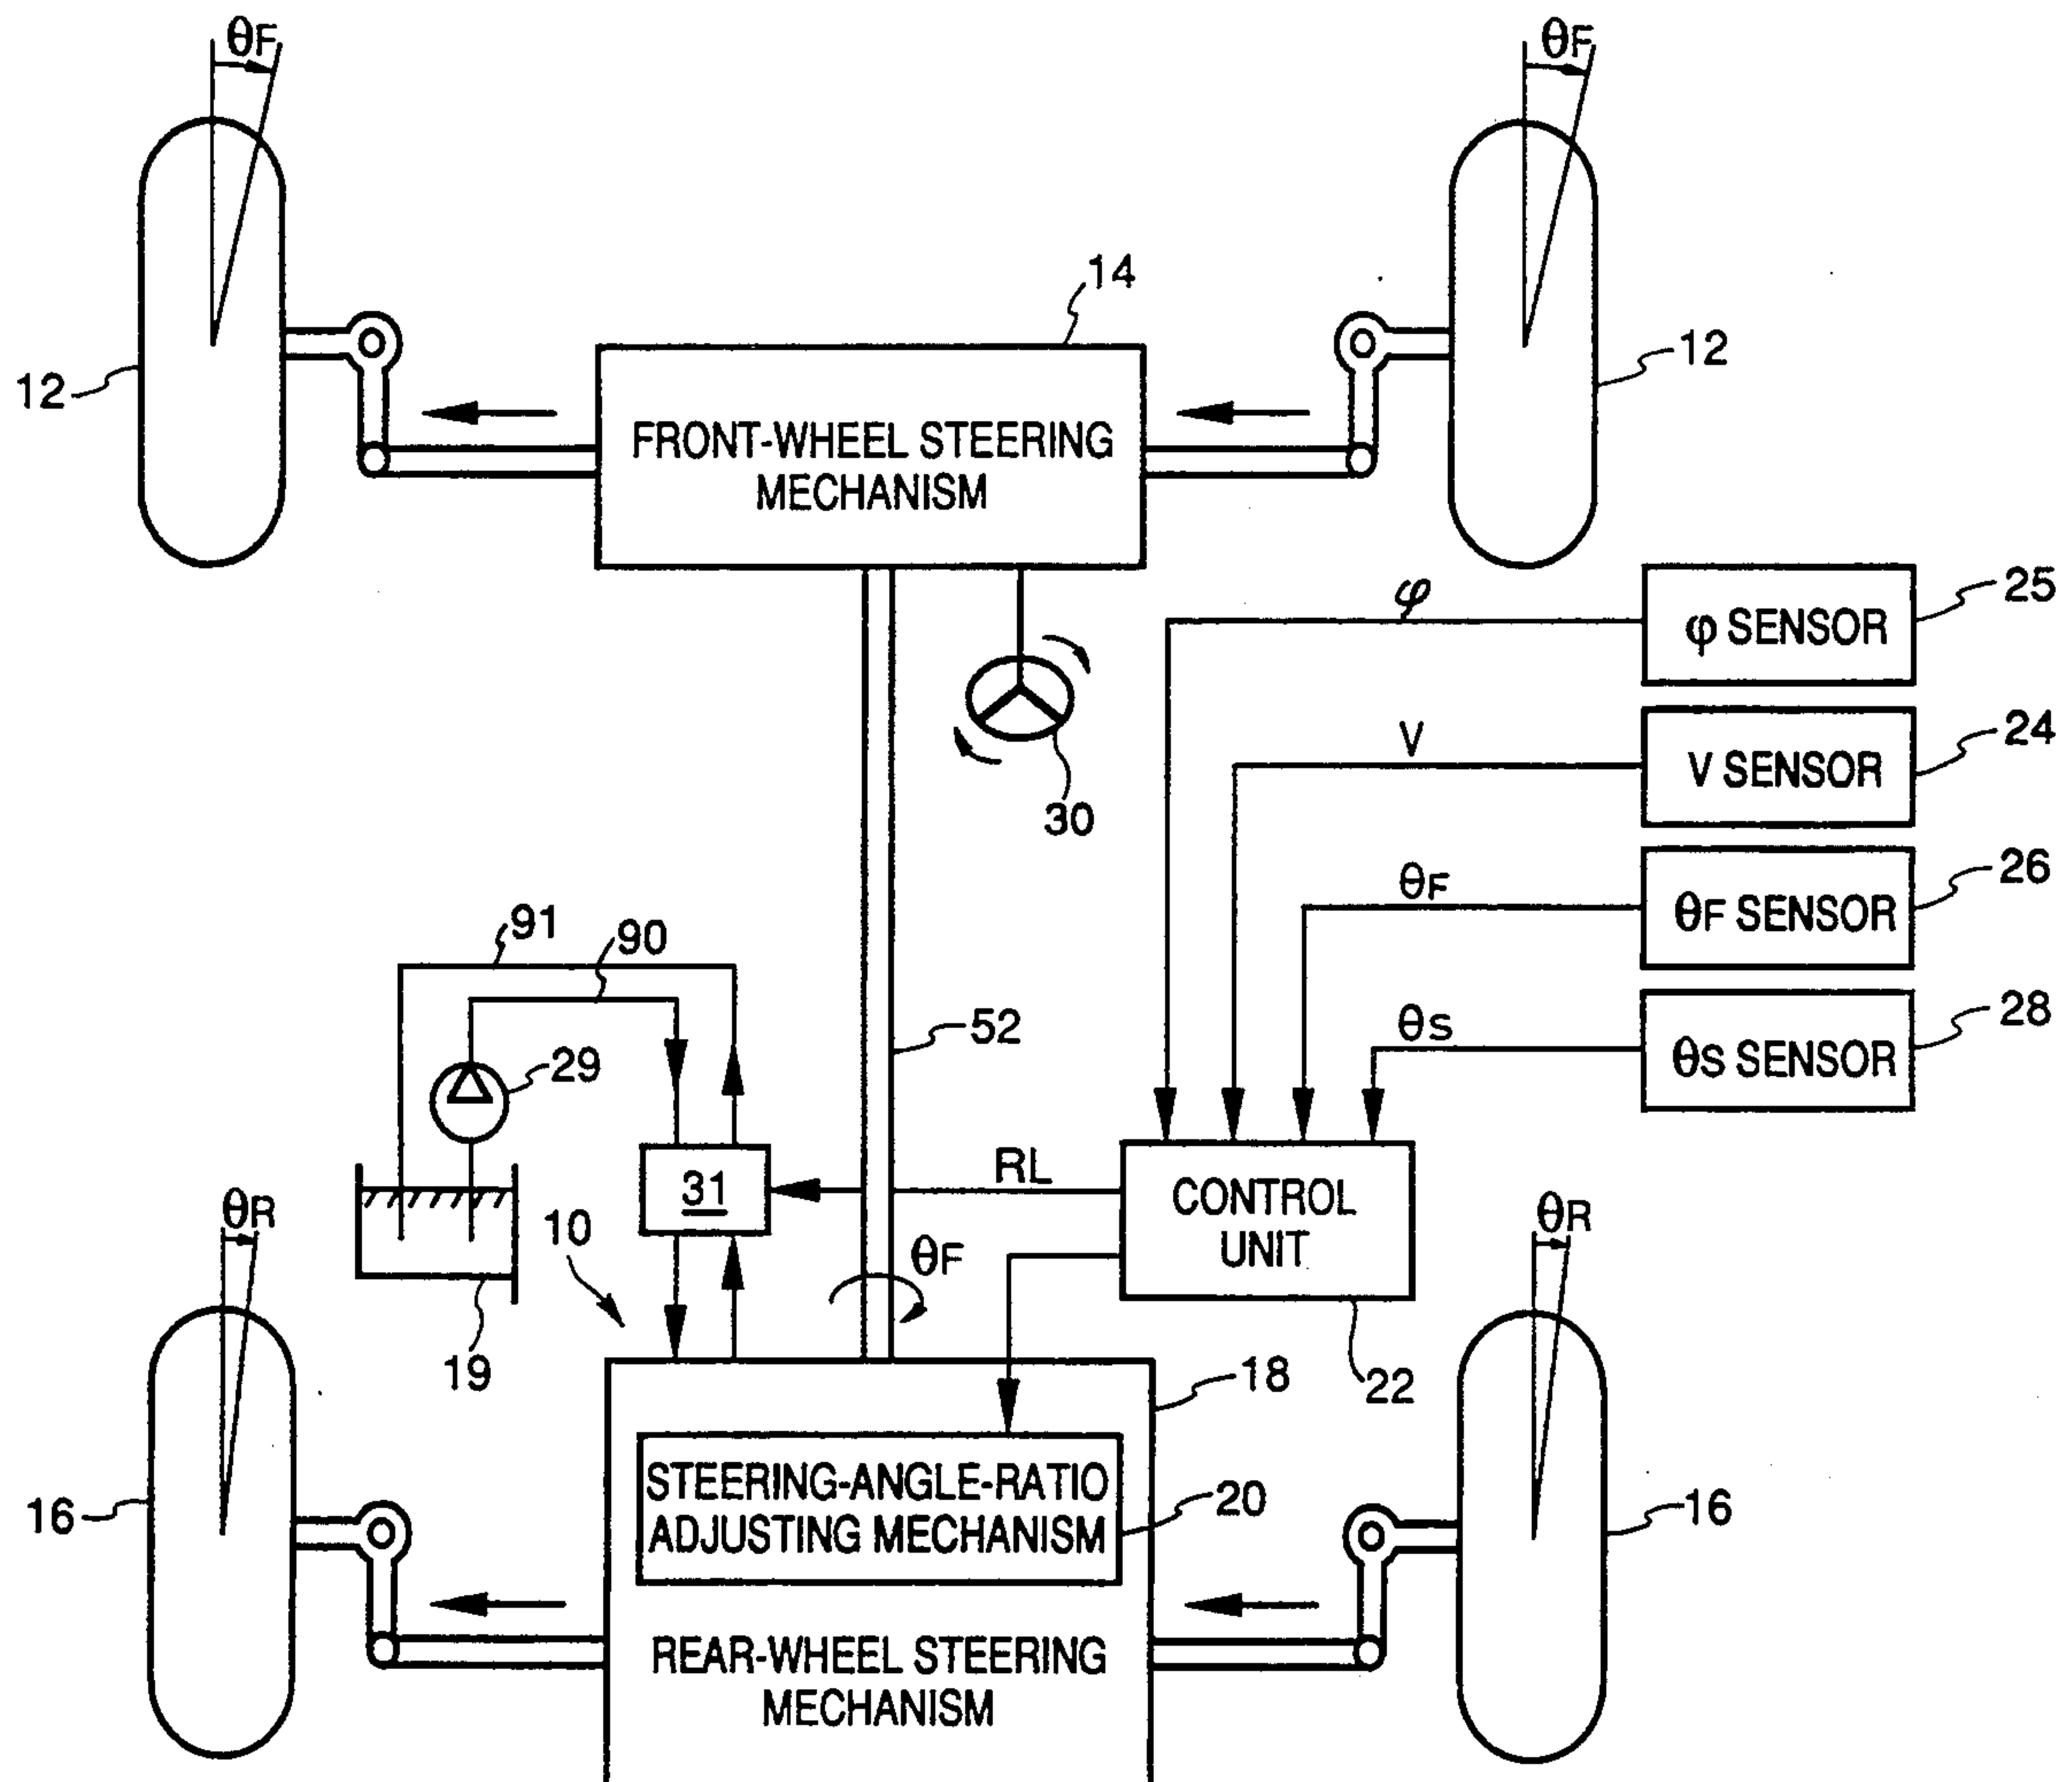 θF
θF
14
12
12
FRONT-WHEEL STEERING
MECHANISM
φ
φ SENSOR
25
V
V SENSOR
24
30
θF
θF SENSOR
26
91
90
52
θS
θS SENSOR
28
29
31
RL
CONTROL
UNIT
θR
10
θF
θR
19
18
22
STEERING-ANGLE-RATIO
ADJUSTING MECHANISM
20
16
16
REAR-WHEEL STEERING
MECHANISM